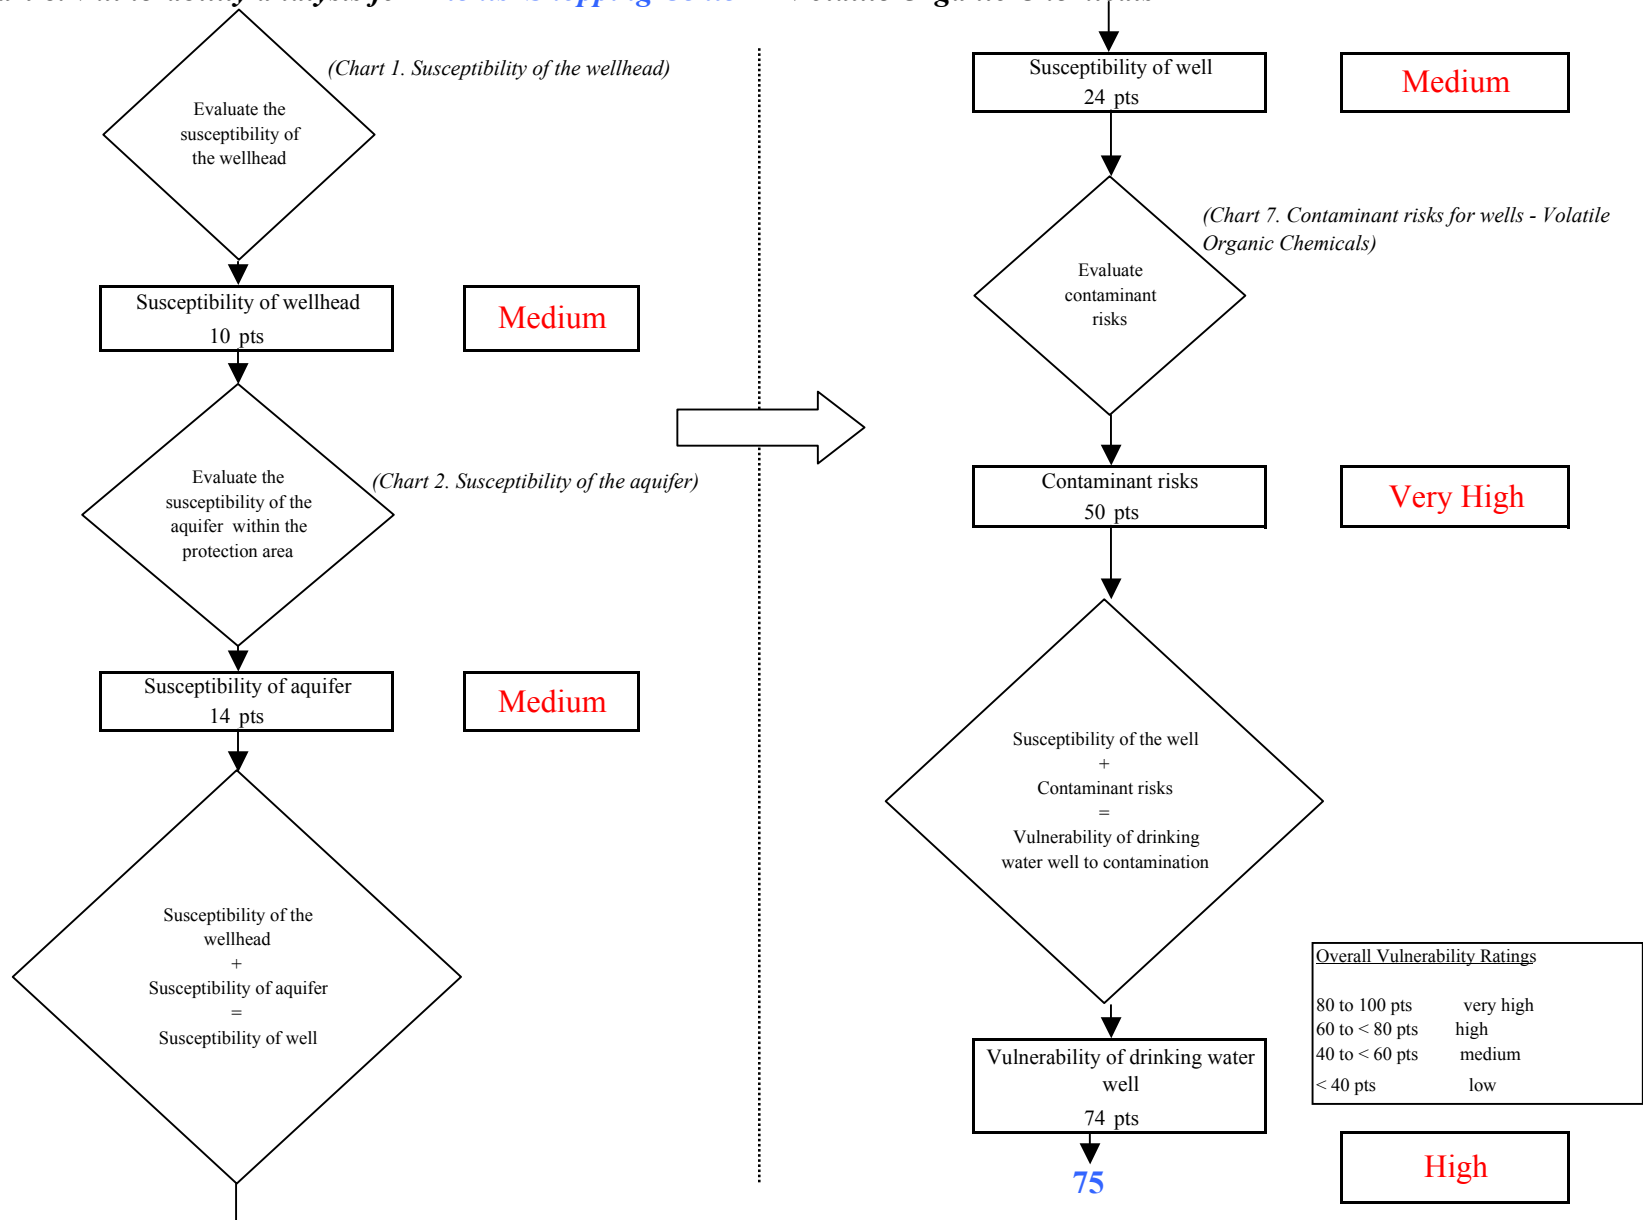 Shopping
Volatile Organic Chemicals
(Chart 1. Susceptibility of the wellhead)
Evaluate the
susceptibility of
the wellhead
Susceptibility of wellhead
10 pts
Medium
Evaluate the
susceptibility of the
aquifer within the
protection area
(Chart 2. Susceptibility of the aquifer)
Susceptibility of aquifer
14 pts
Medium
Susceptibility of the
wellhead
+
Susceptibility of aquifer
=
Susceptibility of well
Susceptibility of well
24 pts
Medium
(Chart 7. Contaminant risks for wells - Volatile
Organic Chemicals)
Evaluate
contaminant
risks
Contaminant risks
50 pts
Very High
Susceptibility of the well
+
Contaminant risks
=
Vulnerability of drinking
water well to contamination
Overall Vulnerability Ratings
80 to 100 pts very high
60 to < 80 pts high
40 to < 60 pts medium
< 40 pts low
Vulnerability of drinking water
well
74 pts
75
High